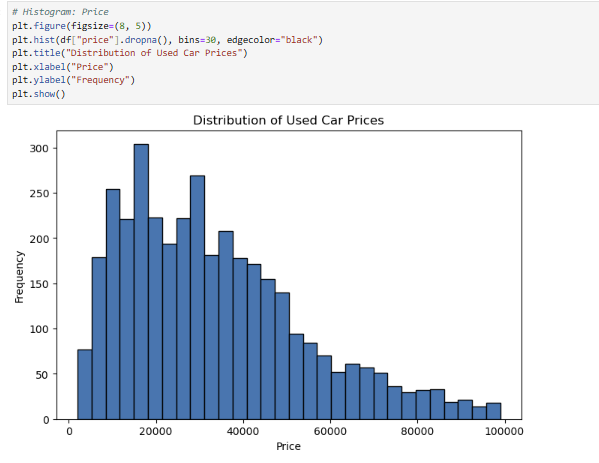 # Histogram: Price
plt.figure(figsize=(8, 5))
plt.hist(df["price"].dropna(), bins=30, edgecolor="black")
plt.title("Distribution of Used Car Prices")
plt.xlabel("Price")
plt.ylabel("Frequency")
plt.show()
Distribution of Used Car Prices
300
250
200
150
100
50
0
Frequency
0 20000 40000 60000 80000 100000
Price